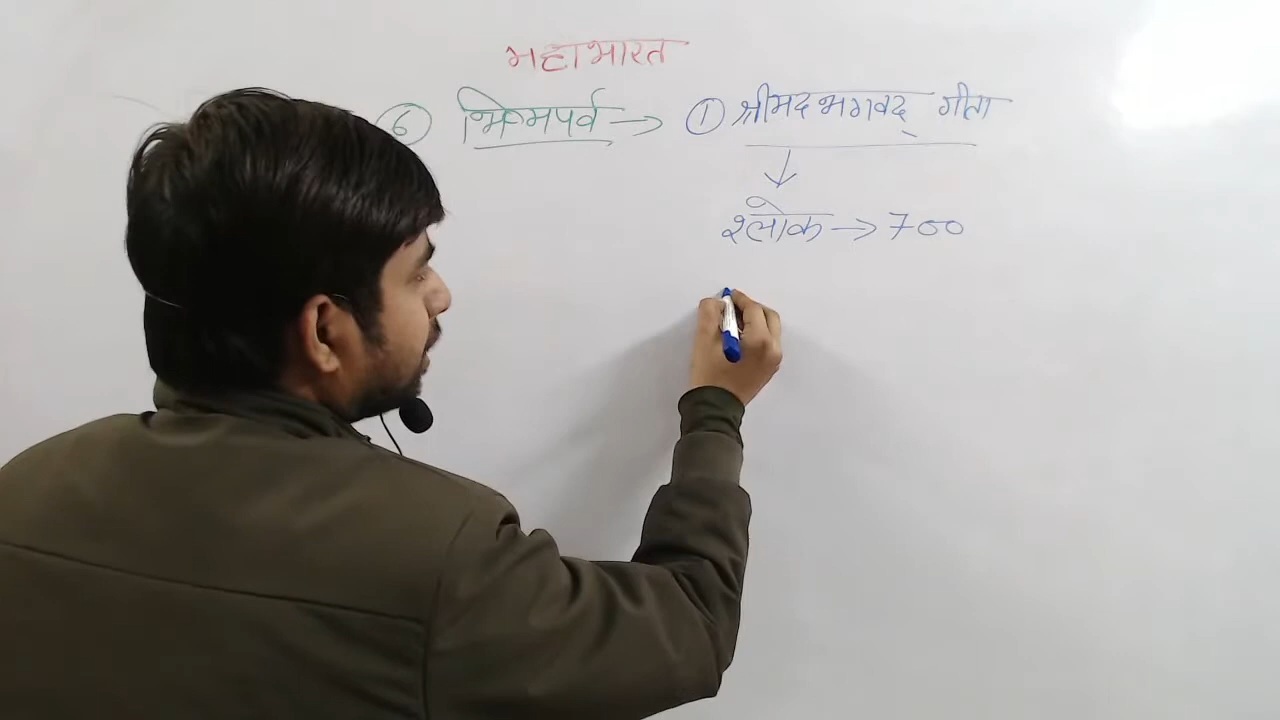 महाभारत
⑥ भिष्मपर्व → ① श्रीमद भगवद् गीता
↓
श्लोक → 700